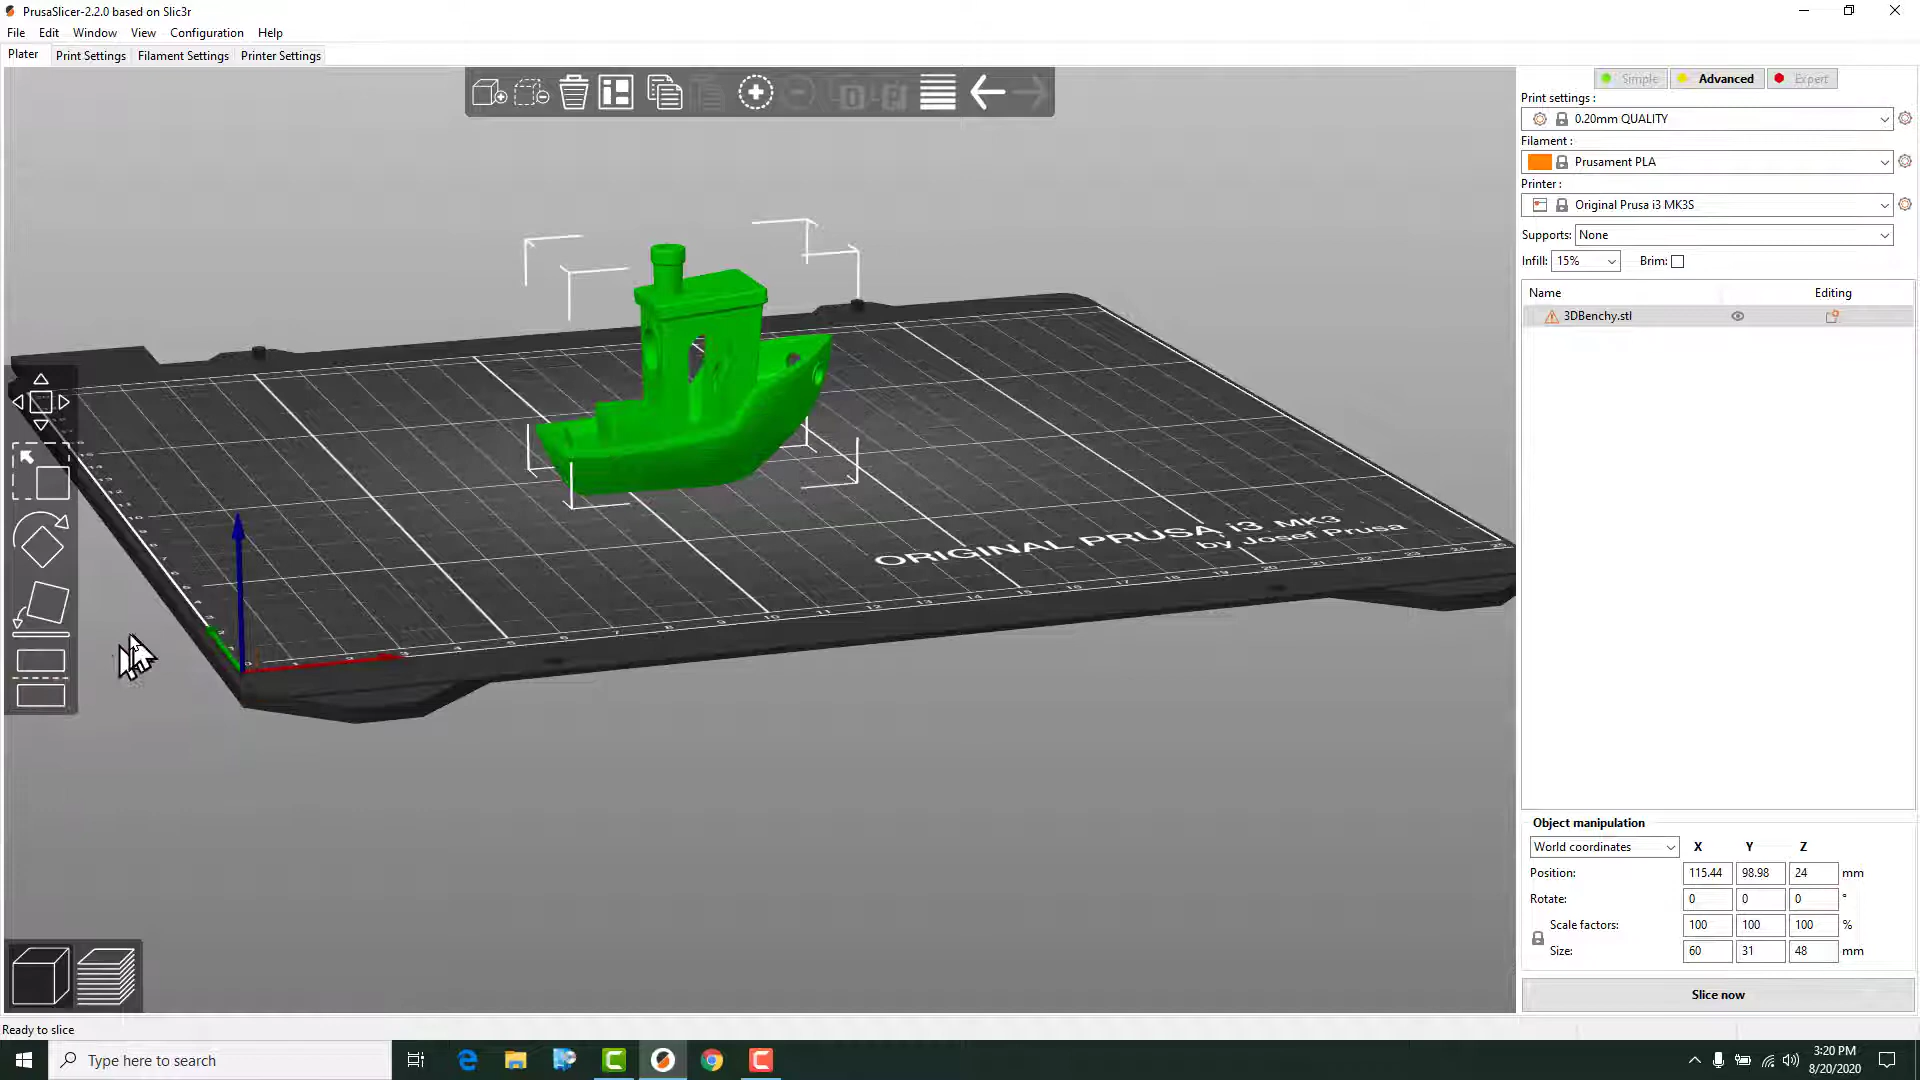 PrusaSlicer-2.2.0 based on Slic3r
File Edit Window View Configuration Help
Plater Print Settings Filament Settings Printer Settings
Simple Advanced Expert
Print settings :
0.20mm QUALITY
Filament :
Prusament PLA
Printer :
Original Prusa i3 MK3S
Supports: None
Infill: 15% Brim:
Name Editing
3DBenchy.stl
ORIGINAL PRUSA i3 MK3
by Josef Prusa
Object manipulation
World coordinates X Y Z
Position: 115.44 98.98 24 mm
Rotate: 0 0 0 °
Scale factors: 100 100 100 %
Size: 60 31 48 mm
Slice now
Ready to slice
Type here to search
3:20 PM
8/20/2020